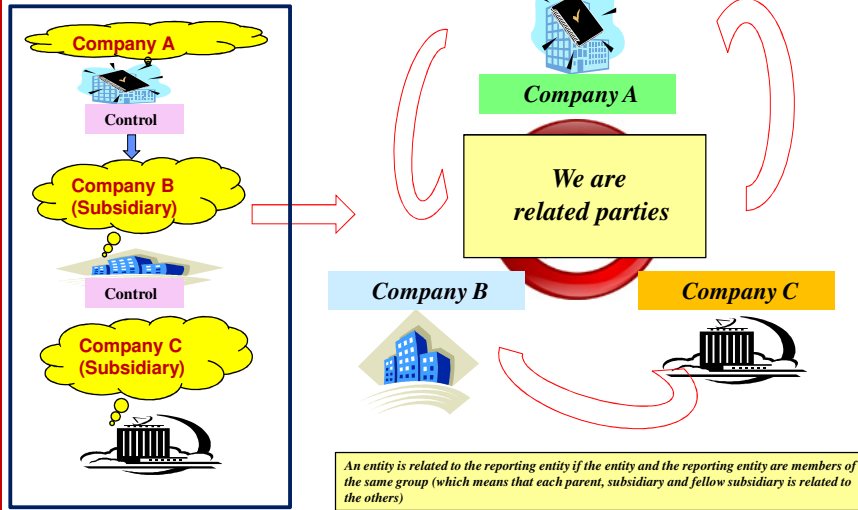 Company A
Control
Company B
(Subsidiary)
Control
Company C
(Subsidiary)
Company A
We are
related parties
Company B
Company C
An entity is related to the reporting entity if the entity and the reporting entity are members of
the same group (which means that each parent, subsidiary and fellow subsidiary is related to
the others)